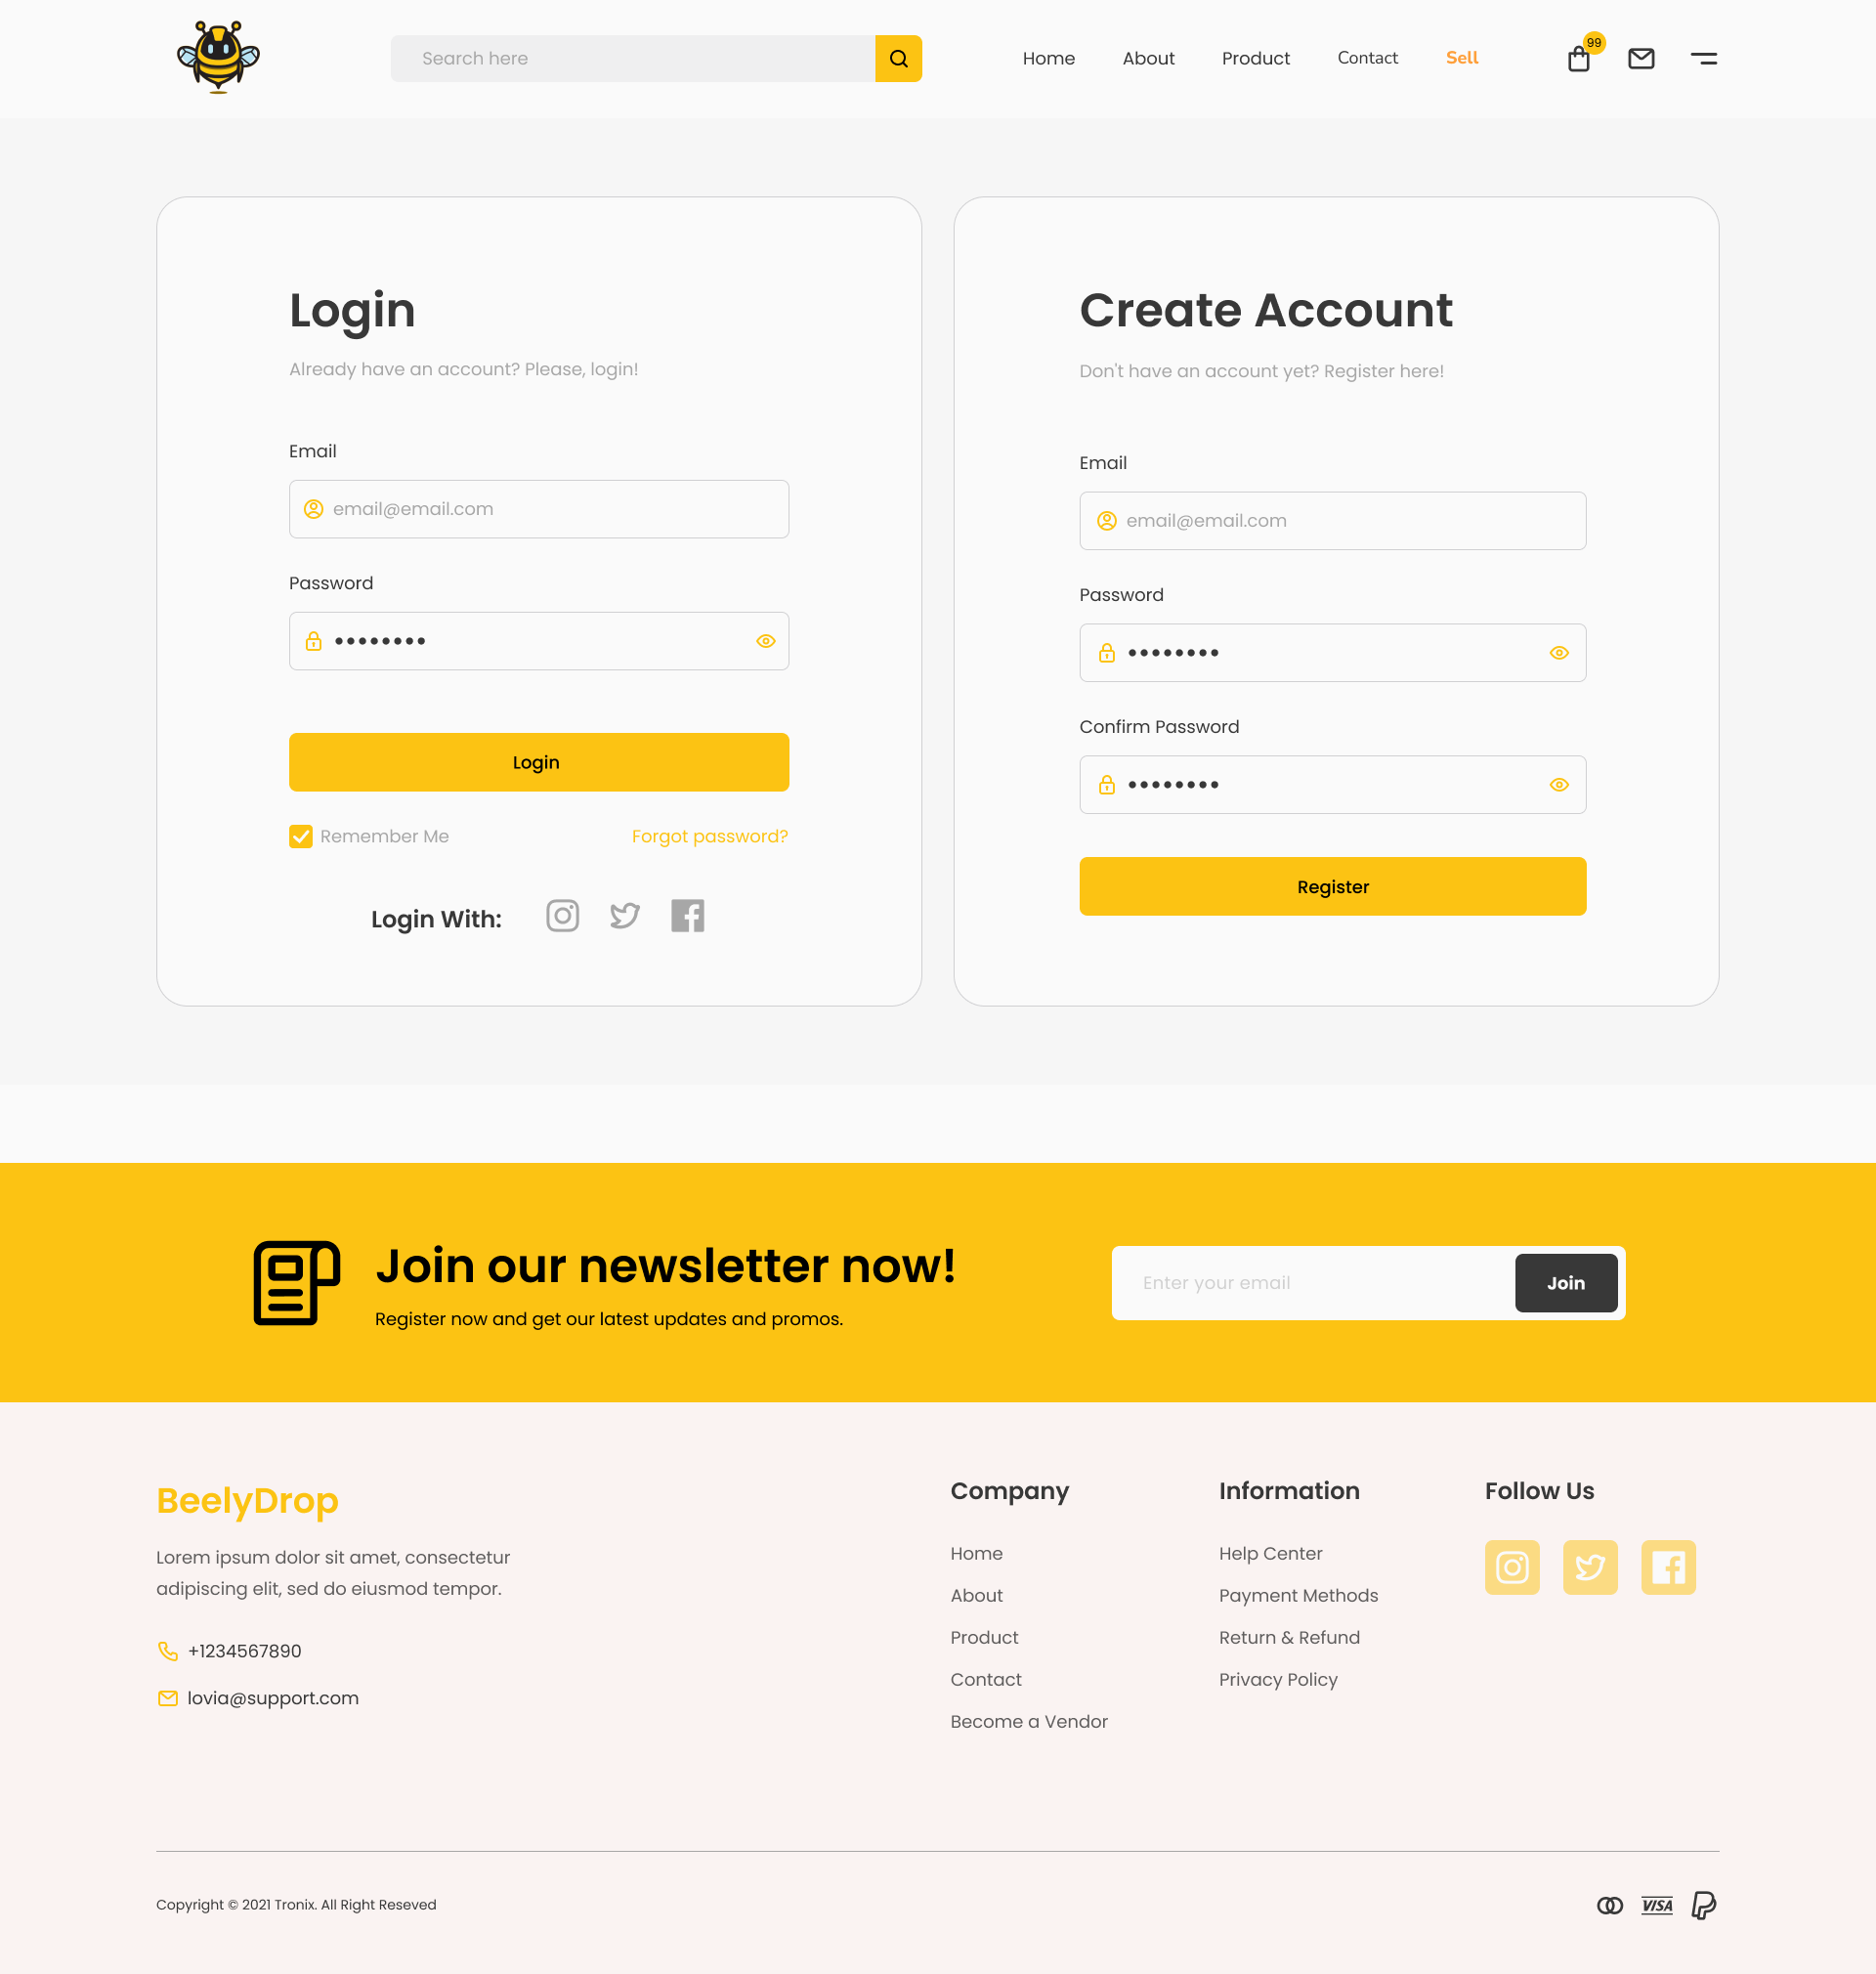 Search here
Home
About
Product
Contact
Sell
99
Login
Already have an account? Please, login!
Email
email@email.com
Password
••••••••
Login
Remember Me
Forgot password?
Login With:
Create Account
Don't have an account yet? Register here!
Email
email@email.com
Password
••••••••
Confirm Password
••••••••
Register
Join our newsletter now!
Register now and get our latest updates and promos.
Enter your email
Join
BeelyDrop
Lorem ipsum dolor sit amet, consectetur
adipiscing elit, sed do eiusmod tempor.
+1234567890
lovia@support.com
Company
Home
About
Product
Contact
Become a Vendor
Information
Help Center
Payment Methods
Return & Refund
Privacy Policy
Follow Us
Copyright © 2021 Tronix. All Right Reseved
VISA